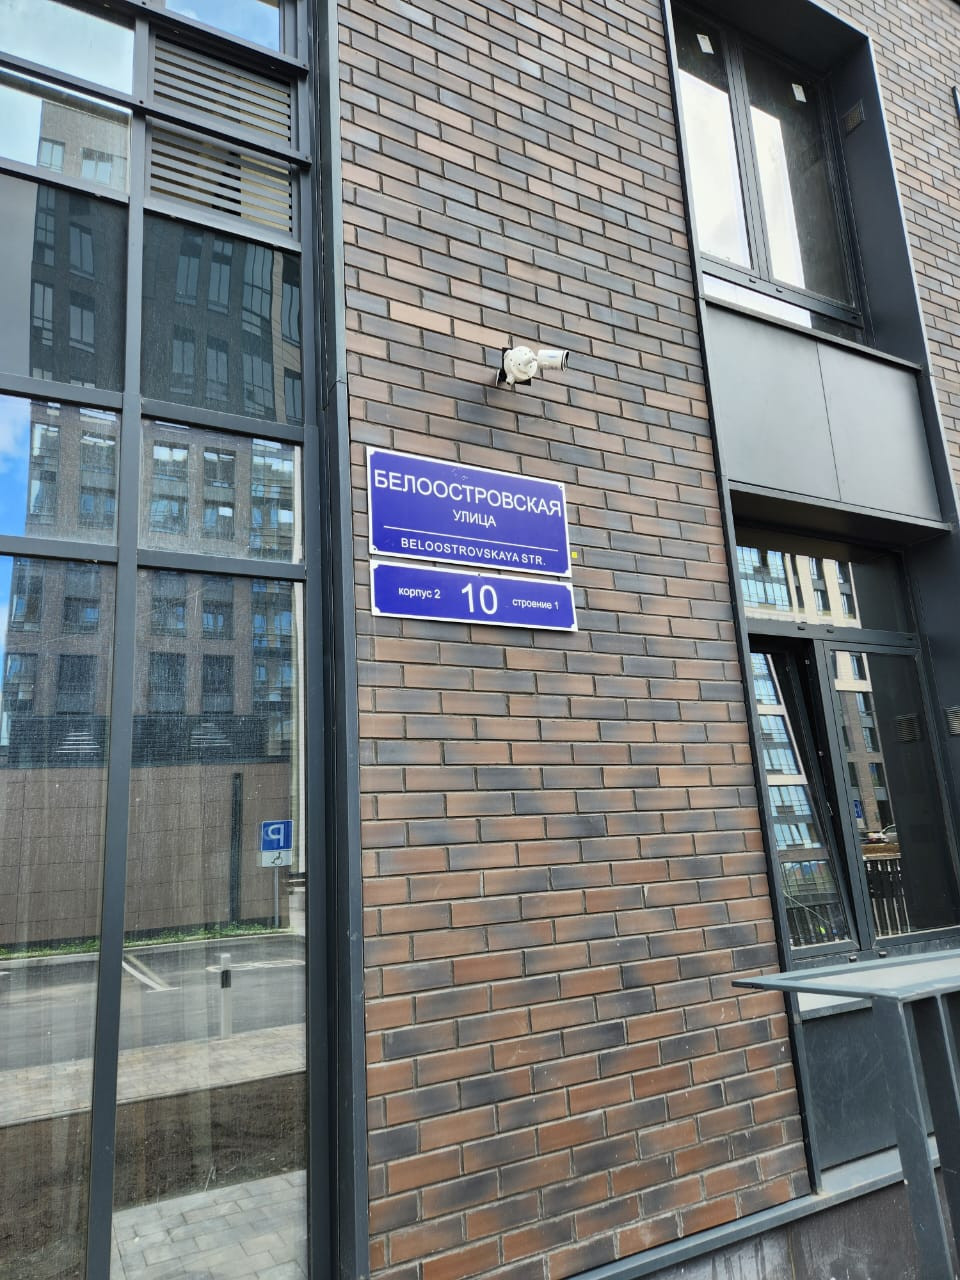 БЕЛООСТРОВСКАЯ
УЛИЦА
BELOOSTROVSKAYA STR.
корпус 2 10 строение 1
P